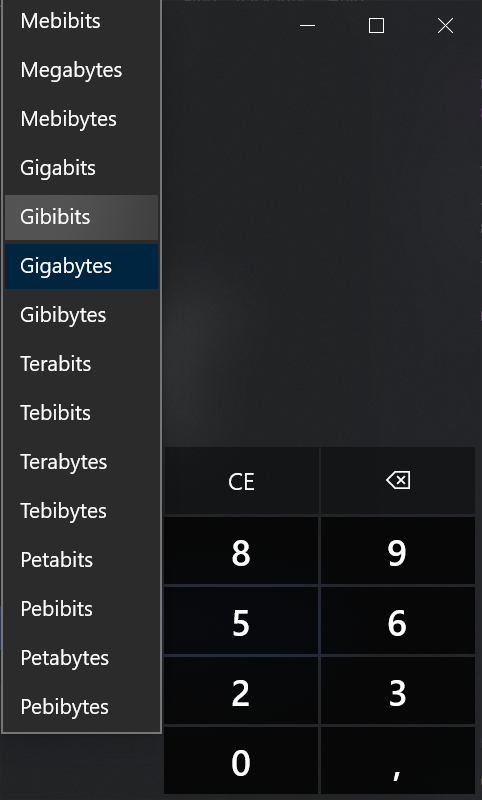 Mebibits
Megabytes
Mebibytes
Gigabits
Gibibits
Gigabytes
Gibibytes
Terabits
Tebibits
Terabytes
Tebibytes
Petabits
Pebibits
Petabytes
Pebibytes
CE
8 9
5 6
2 3
0 ,